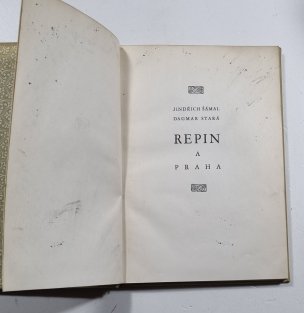 JINDŘICH ŠÁMAL
DAGMAR STARÁ
REPIN
A
PRAHA